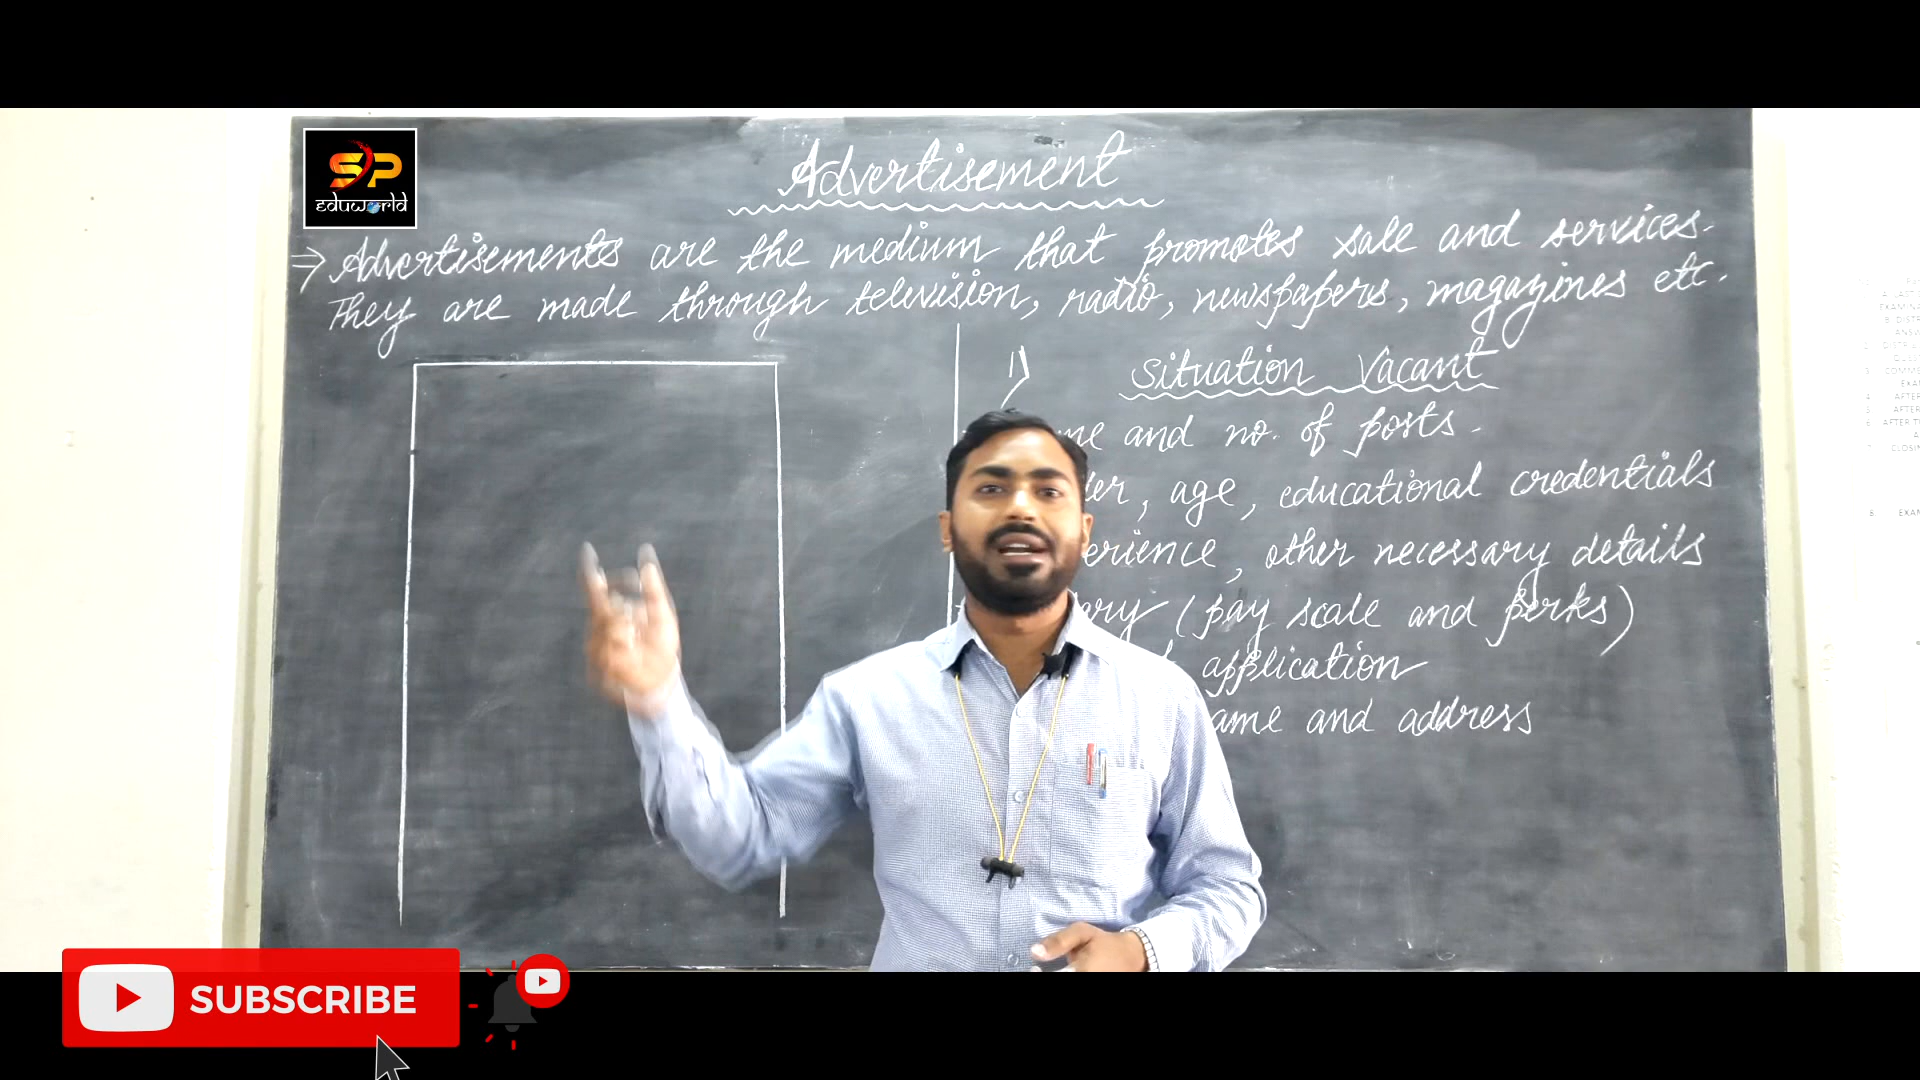 SP
eduworld
Advertisement
⇒ Advertisements are the medium that promotes sale and services.
They are made through television, radio, newspapers, magazines etc.
1) Situation Vacant
and no. of posts.
, age, educational credentials
, other necessary details
(pay scale and perks)
application
and address
SUBSCRIBE